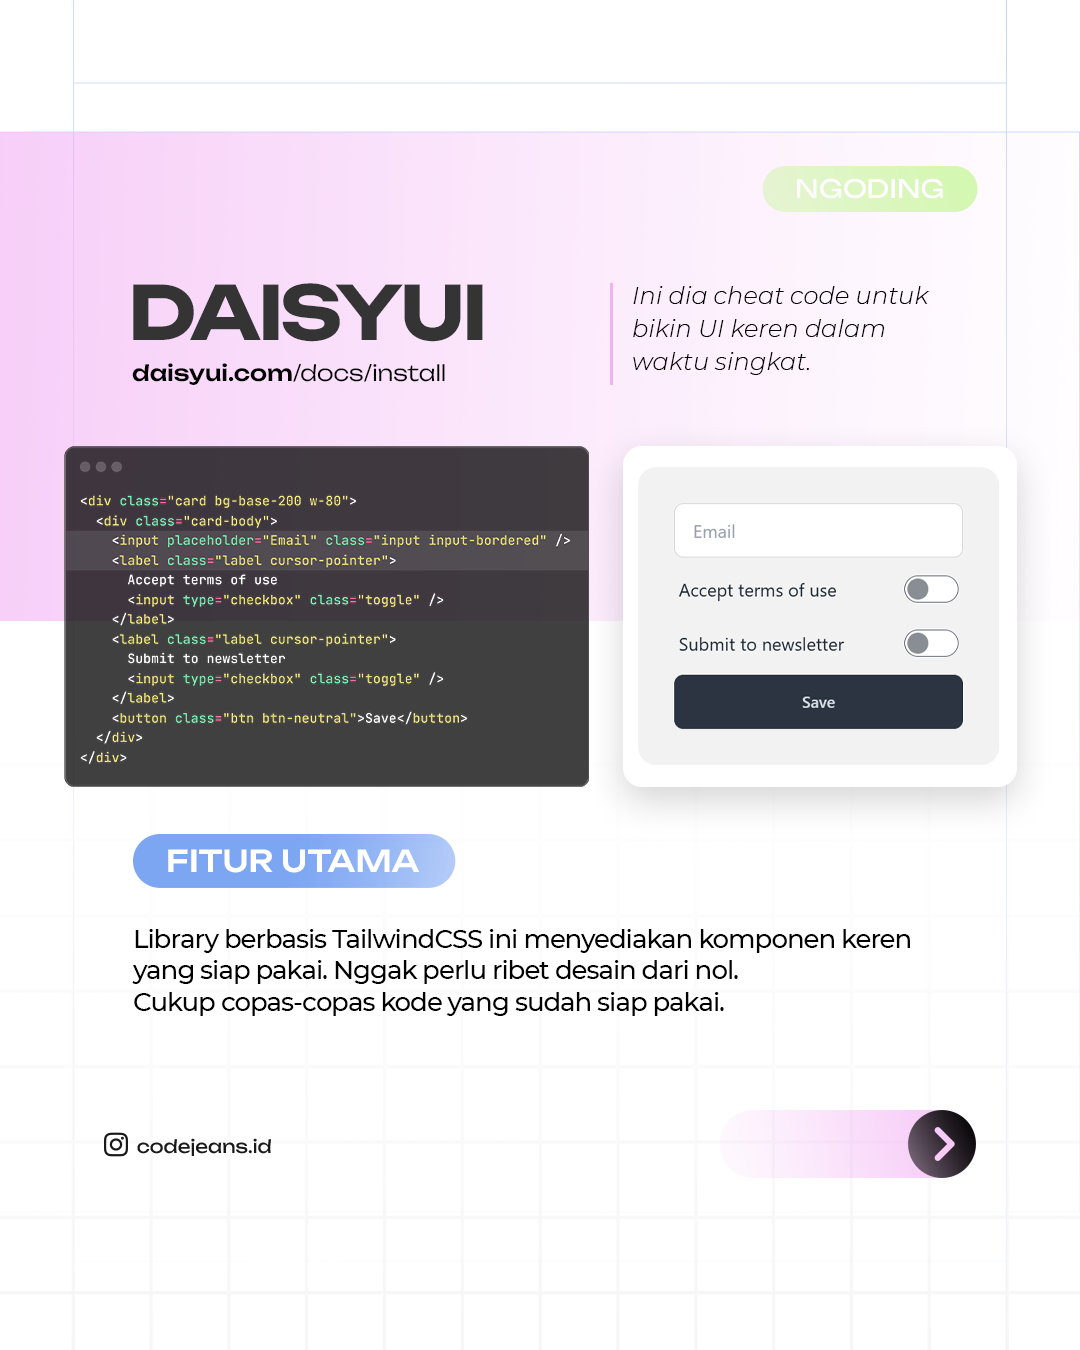 NGODING
DAISYUI
daisyui.com/docs/install
Ini dia cheat code untuk
bikin UI keren dalam
waktu singkat.
<div class="card bg-base-200 w-80">
  <div class="card-body">
    <input placeholder="Email" class="input input-bordered" />
    <label class="label cursor-pointer">
      Accept terms of use
      <input type="checkbox" class="toggle" />
    </label>
    <label class="label cursor-pointer">
      Submit to newsletter
      <input type="checkbox" class="toggle" />
    </label>
    <button class="btn btn-neutral">Save</button>
  </div>
</div>
Email
Accept terms of use
Submit to newsletter
Save
FITUR UTAMA
Library berbasis TailwindCSS ini menyediakan komponen keren
yang siap pakai. Nggak perlu ribet desain dari nol.
Cukup copas-copas kode yang sudah siap pakai.
codejeans.id